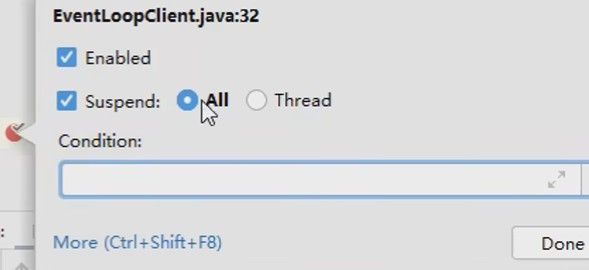 EventLoopClient.java:32
Enabled
Suspend: All Thread
Condition:
More (Ctrl+Shift+F8)
Done
: